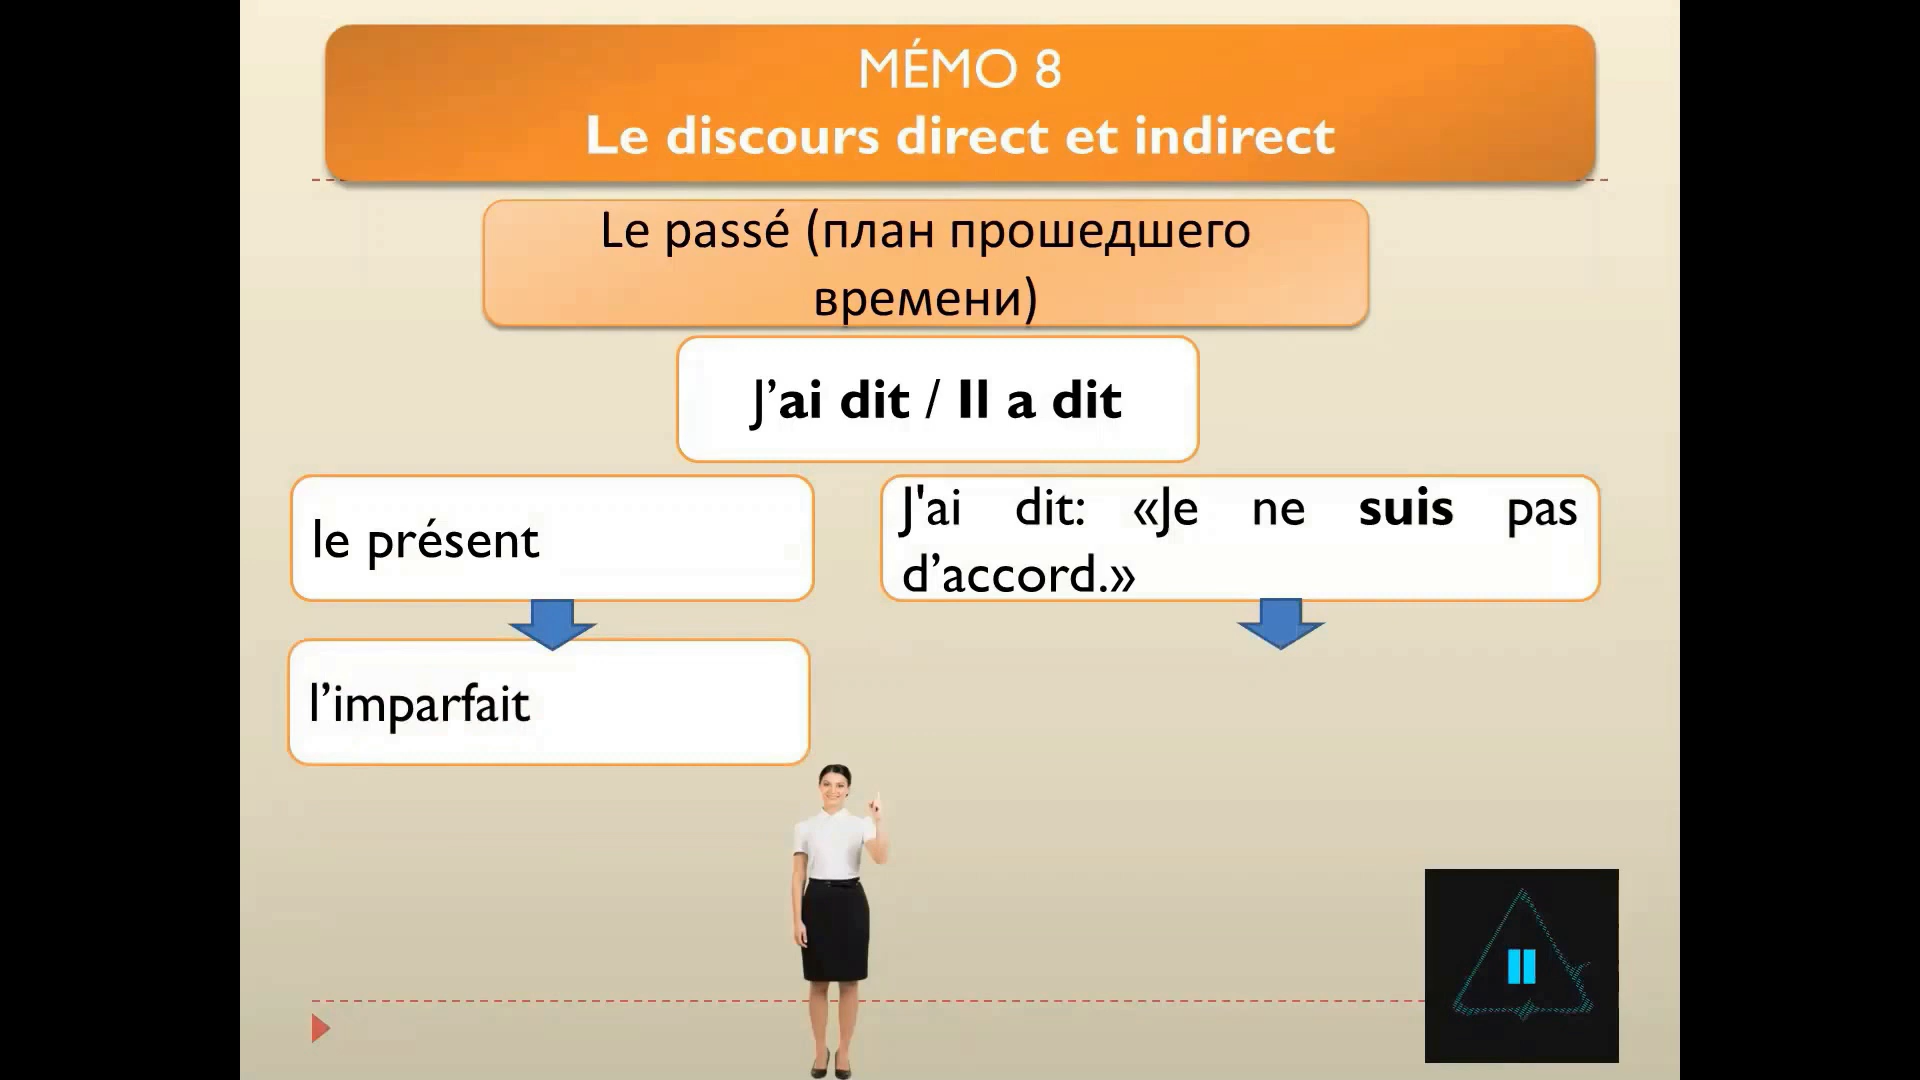 MÉMO 8
Le discours direct et indirect
Le passé (план прошедшего
времени)
J’ai dit / Il a dit
le présent
J'ai dit: «Je ne suis pas
d’accord.»
l’imparfait